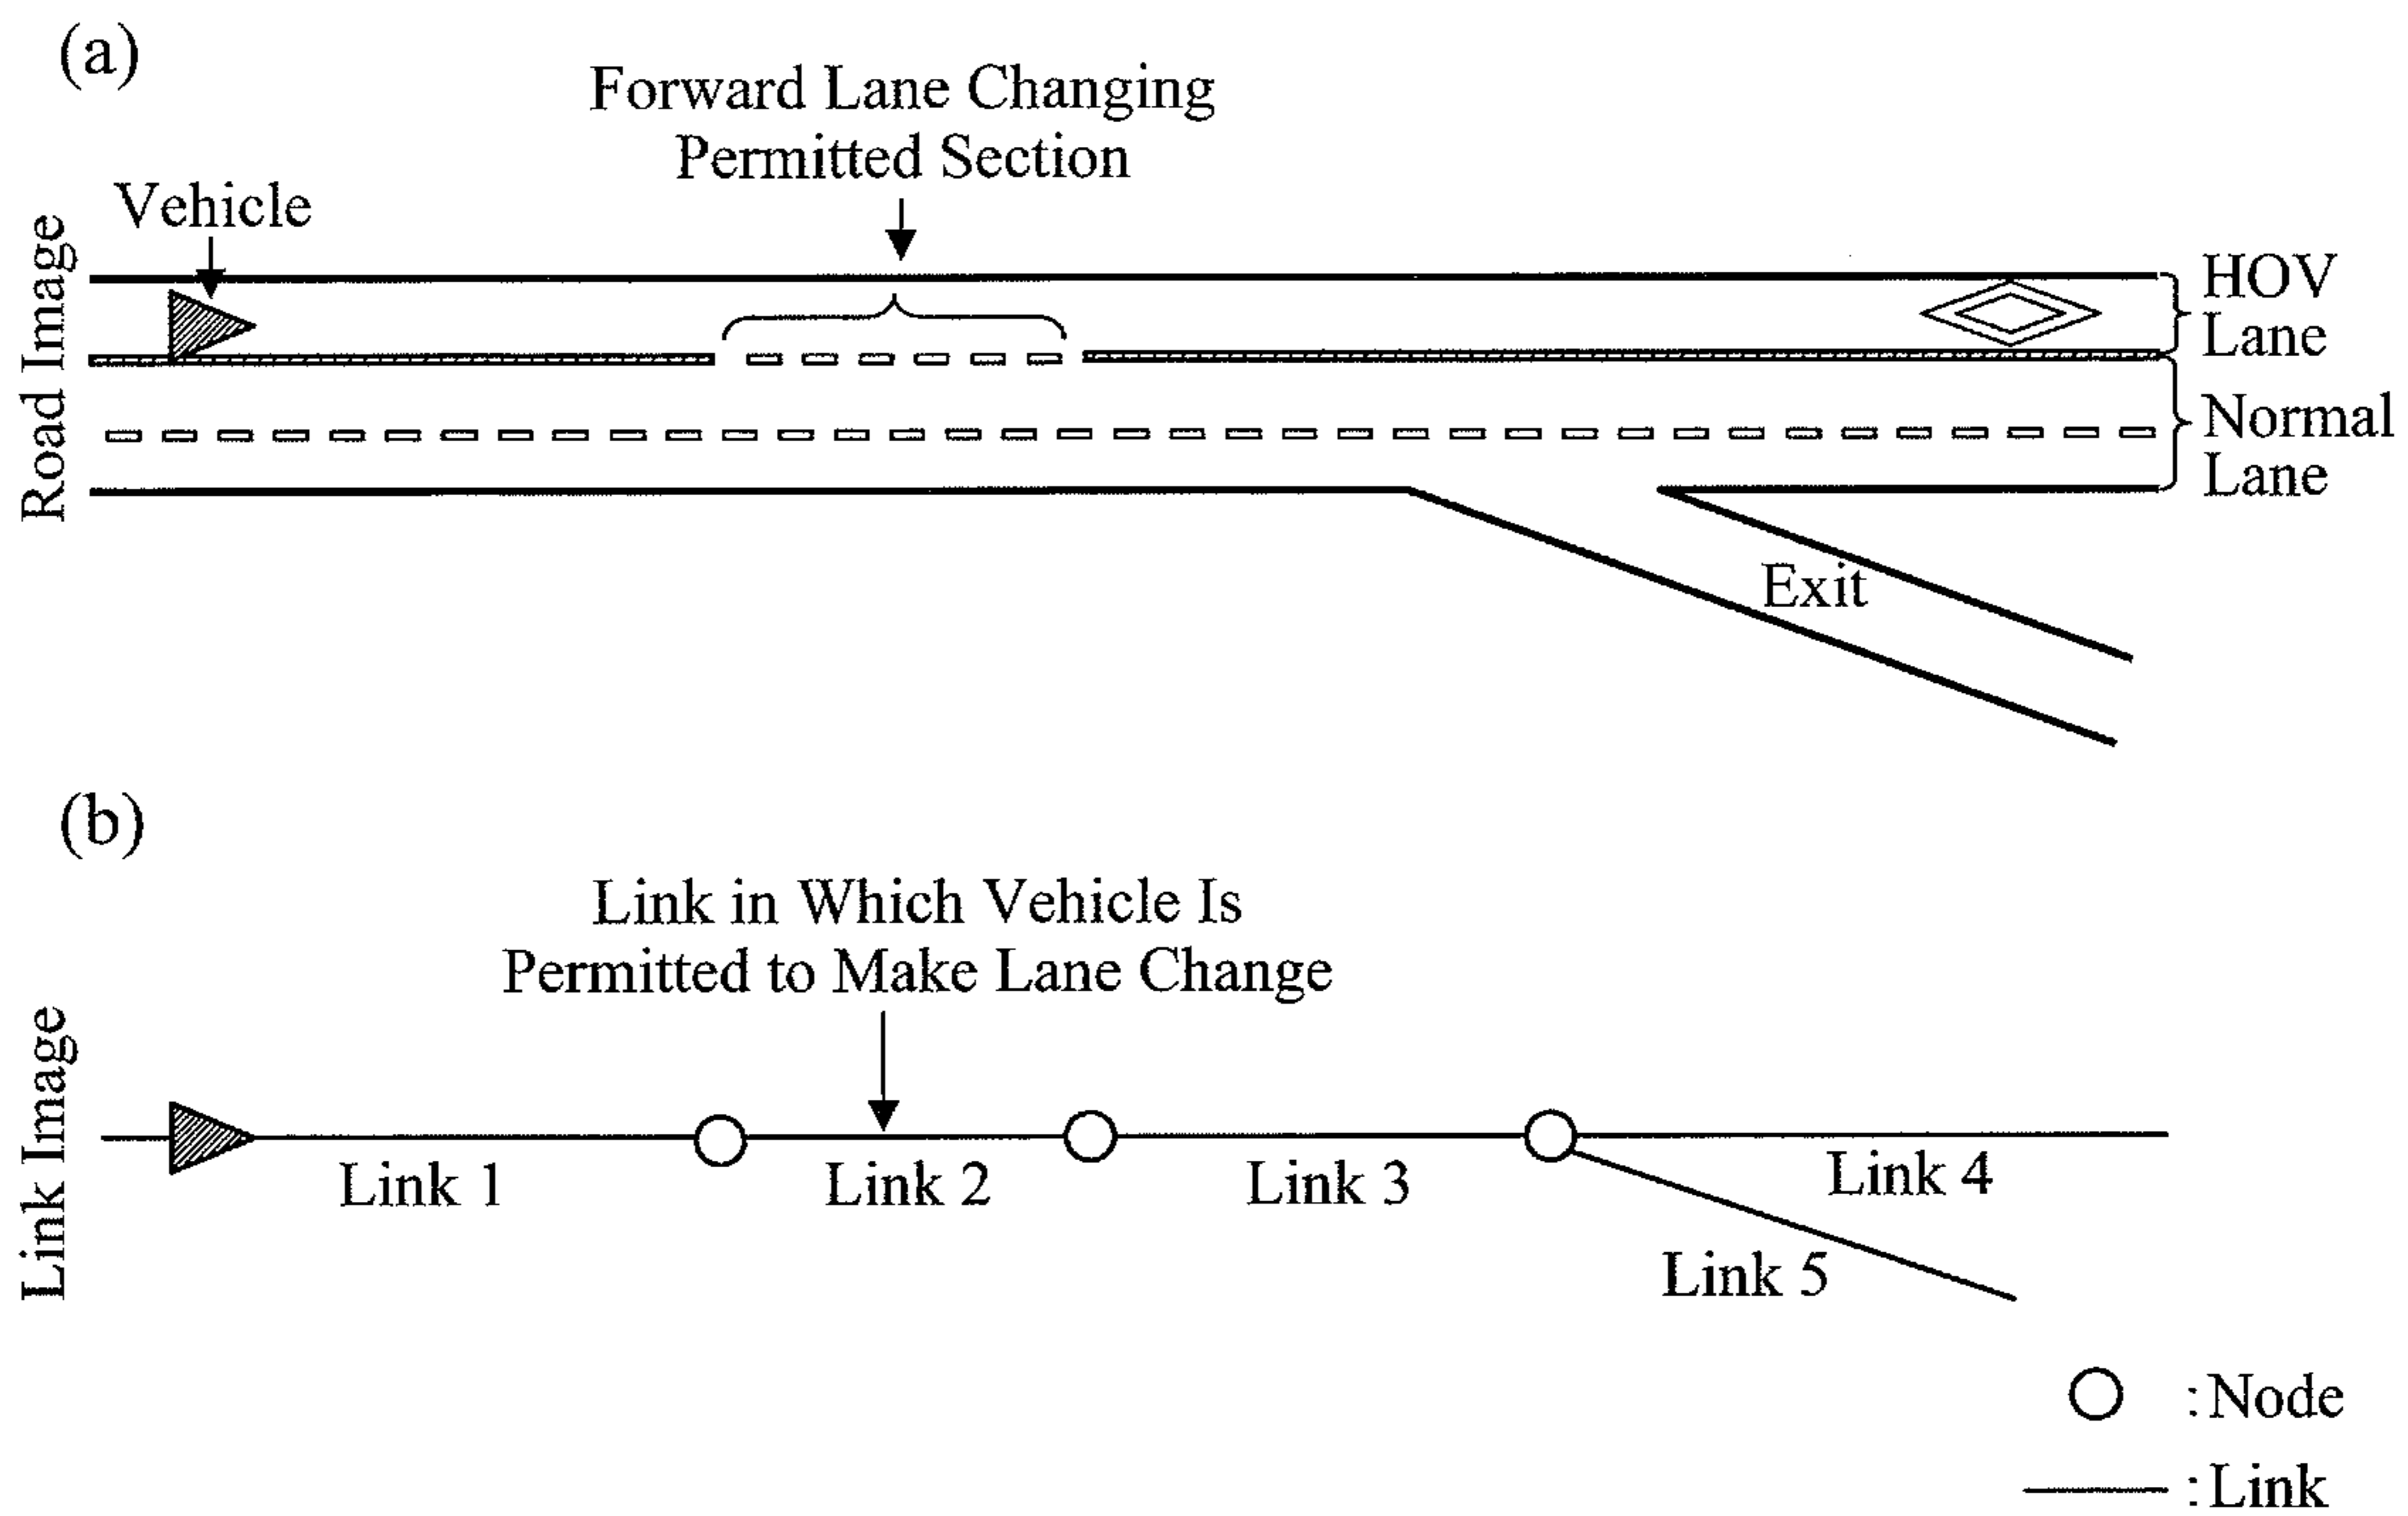 (a)
Forward Lane Changing
Permitted Section
Vehicle
Road Image
HOV
Lane
Normal
Lane
Exit
(b)
Link in Which Vehicle Is
Permitted to Make Lane Change
Link Image
Link 1
Link 2
Link 3
Link 4
Link 5
: Node
: Link